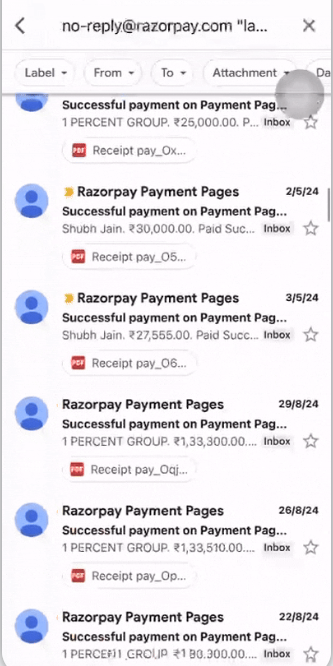 no-reply@razorpay.com "la...
Label
From
To
Attachment
Da
Successful payment on Payment Pag...
1 PERCENT GROUP. ₹25,000.00. P... Inbox
PDF Receipt pay_Ox...
Razorpay Payment Pages 2/5/24
Successful payment on Payment Pag...
Shubh Jain. ₹30,000.00. Paid Suc... Inbox
PDF Receipt pay_O5...
Razorpay Payment Pages 3/5/24
Successful payment on Payment Pag...
Shubh Jain. ₹27,555.00. Paid Succ... Inbox
PDF Receipt pay_O6...
Razorpay Payment Pages 29/8/24
Successful payment on Payment Pag...
1 PERCENT GROUP. ₹1,33,300.00.... Inbox
PDF Receipt pay_Oqj...
Razorpay Payment Pages 26/8/24
Successful payment on Payment Pag...
1 PERCENT GROUP. ₹1,33,510.00.... Inbox
PDF Receipt pay_Op...
Razorpay Payment Pages 22/8/24
Successful payment on Payment Pag...
1 PERCENT GROUP. Inbox